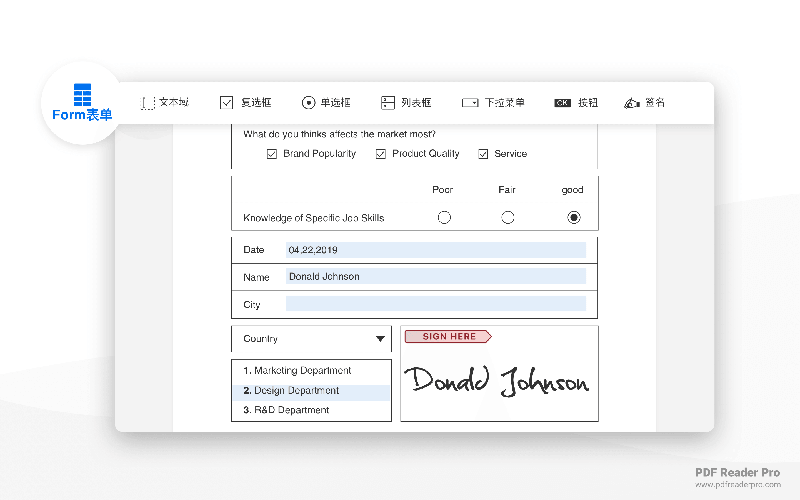 Form表单
文本域 复选框 单选框 列表框 下拉菜单 OK 按钮 签名
What do you thinks affects the market most?
Brand Popularity Product Quality Service
Poor Fair good
Knowledge of Specific Job Skills
Date 04,22,2019
Name Donald Johnson
City
Country
SIGN HERE
1. Marketing Department
2. Design Department
3. R&D Department
Donald Johnson
PDF Reader Pro
www.pdfreaderpro.com